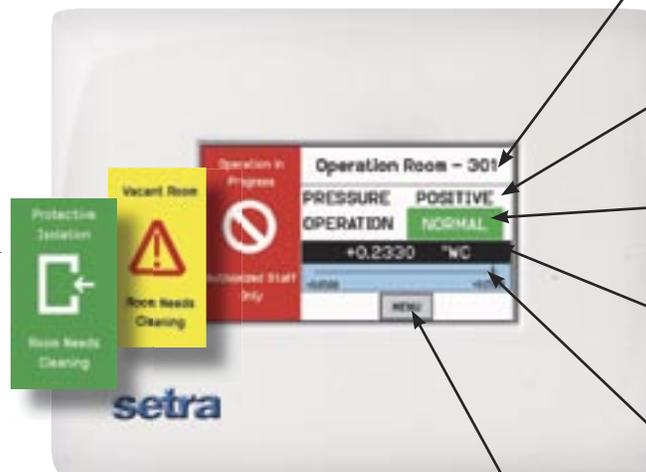 Protective
Isolation
Room Needs
Cleaning
Vacant Room
Room Needs
Cleaning
Operation in
Progress
Authorized Staff
Only
Operation Room - 301
PRESSURE POSITIVE
OPERATION NORMAL
+0.2330 "WC
MENU
setra